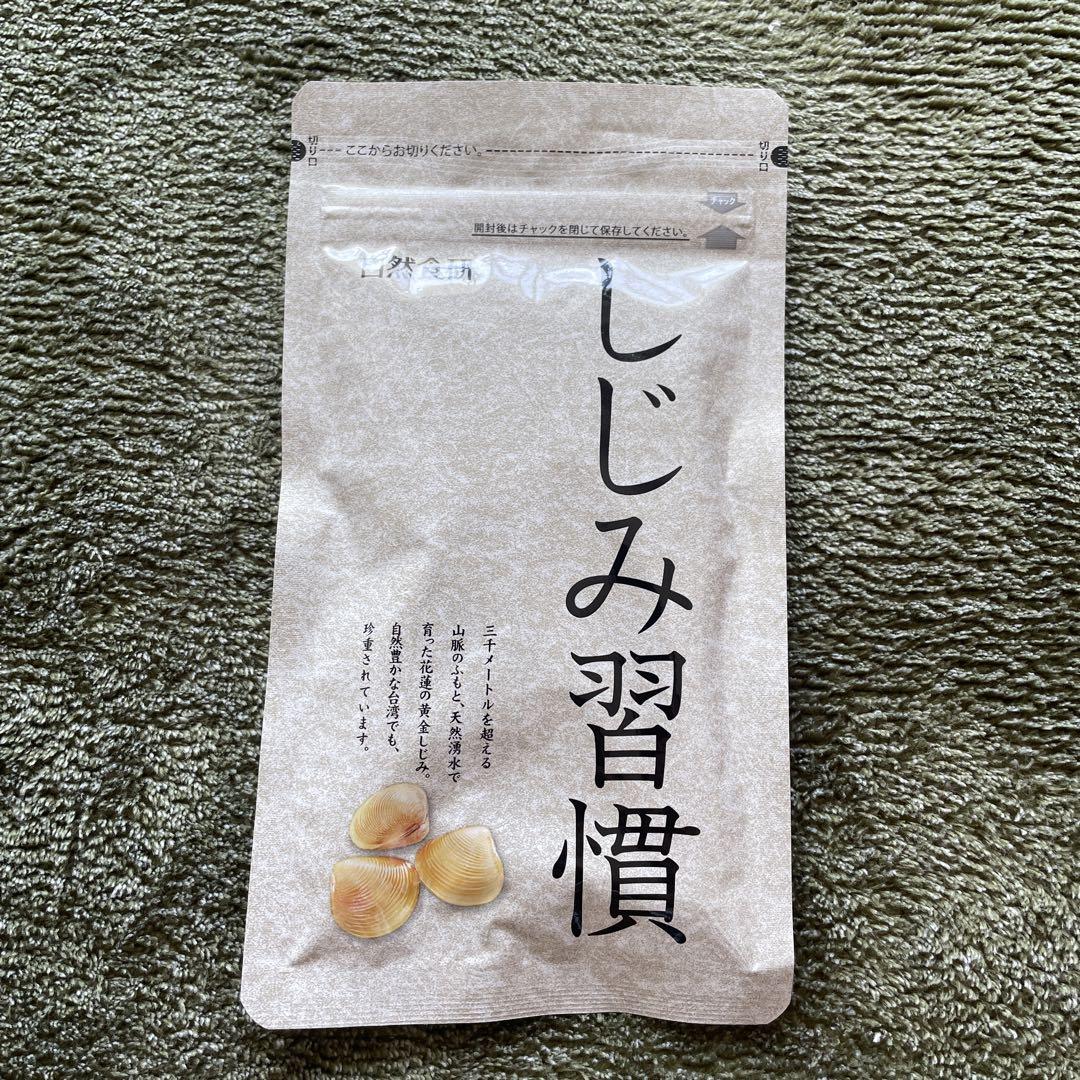 切り口
ここからお切りください。
切り口
チャック
開封後はチャックを閉じて保存してください。
自然食研
しじみ習慣
三千メートルを超える
山脈のふもと、天然湧水で
育った花蓮の黄金しじみ。
自然豊かな台湾でも、
珍重されています。